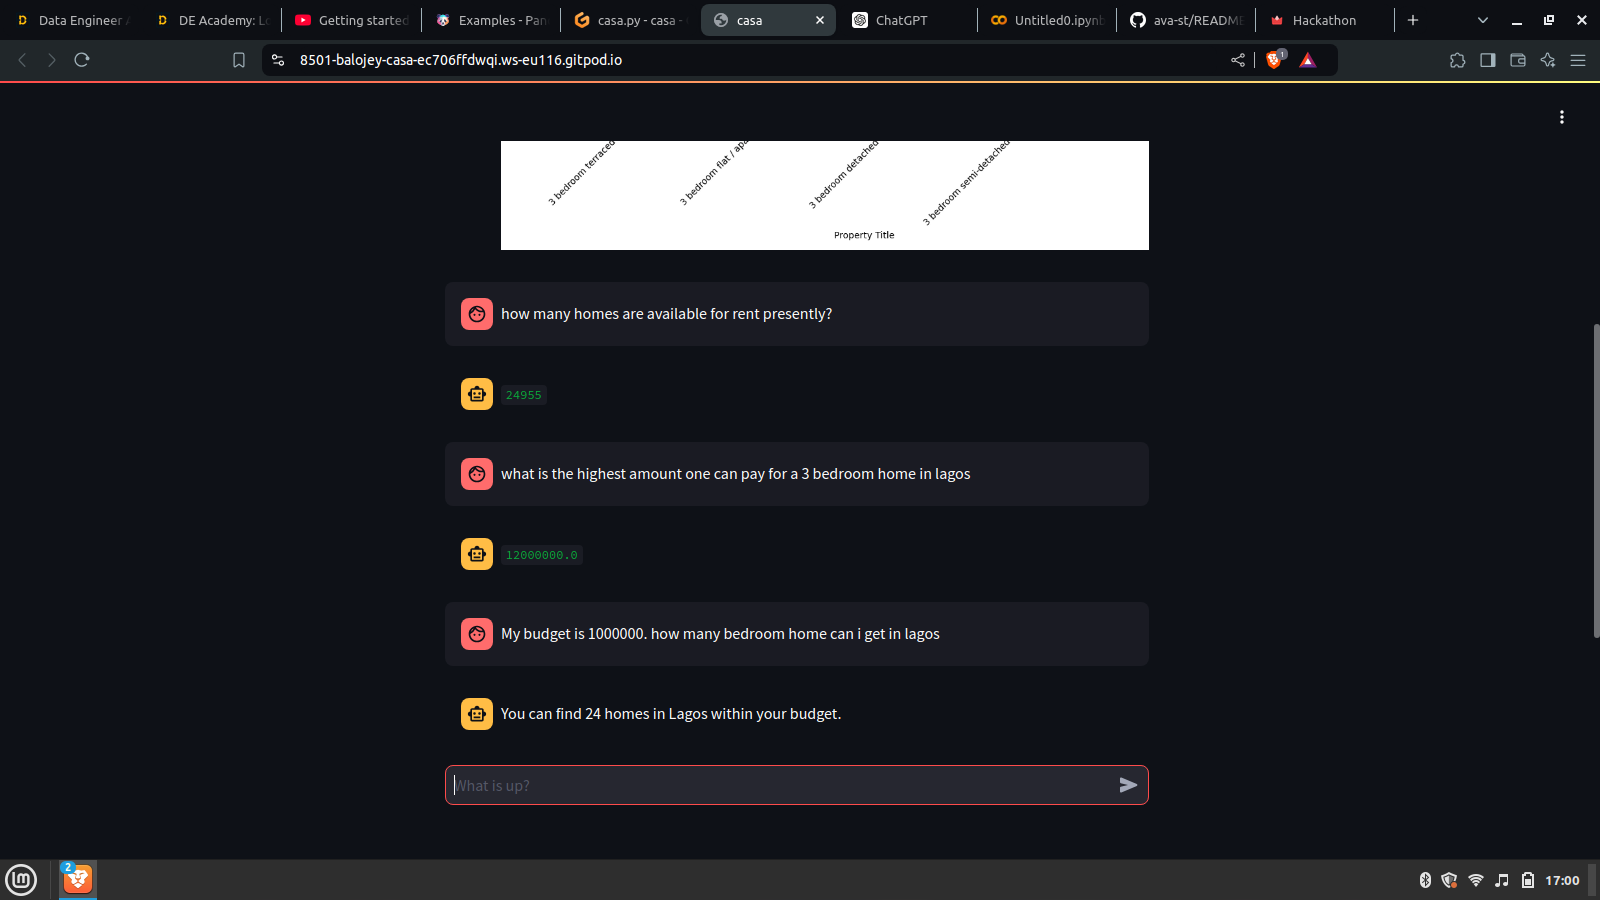 Data Engineer
DE Academy: L
Getting started
Examples - Pan
casa.py - casa -
casa
ChatGPT
Untitled0.ipynb
ava-st/README
Hackathon
8501-balojey-casa-ec706ffdwqi.ws-eu116.gitpod.io
1
3 bedroom terraced
3 bedroom flat / apa
3 bedroom detached
3 bedroom semi-detached
Property Title
how many homes are available for rent presently?
24955
what is the highest amount one can pay for a 3 bedroom home in lagos
12000000.0
My budget is 1000000. how many bedroom home can i get in lagos
You can find 24 homes in Lagos within your budget.
What is up?
2
17:00